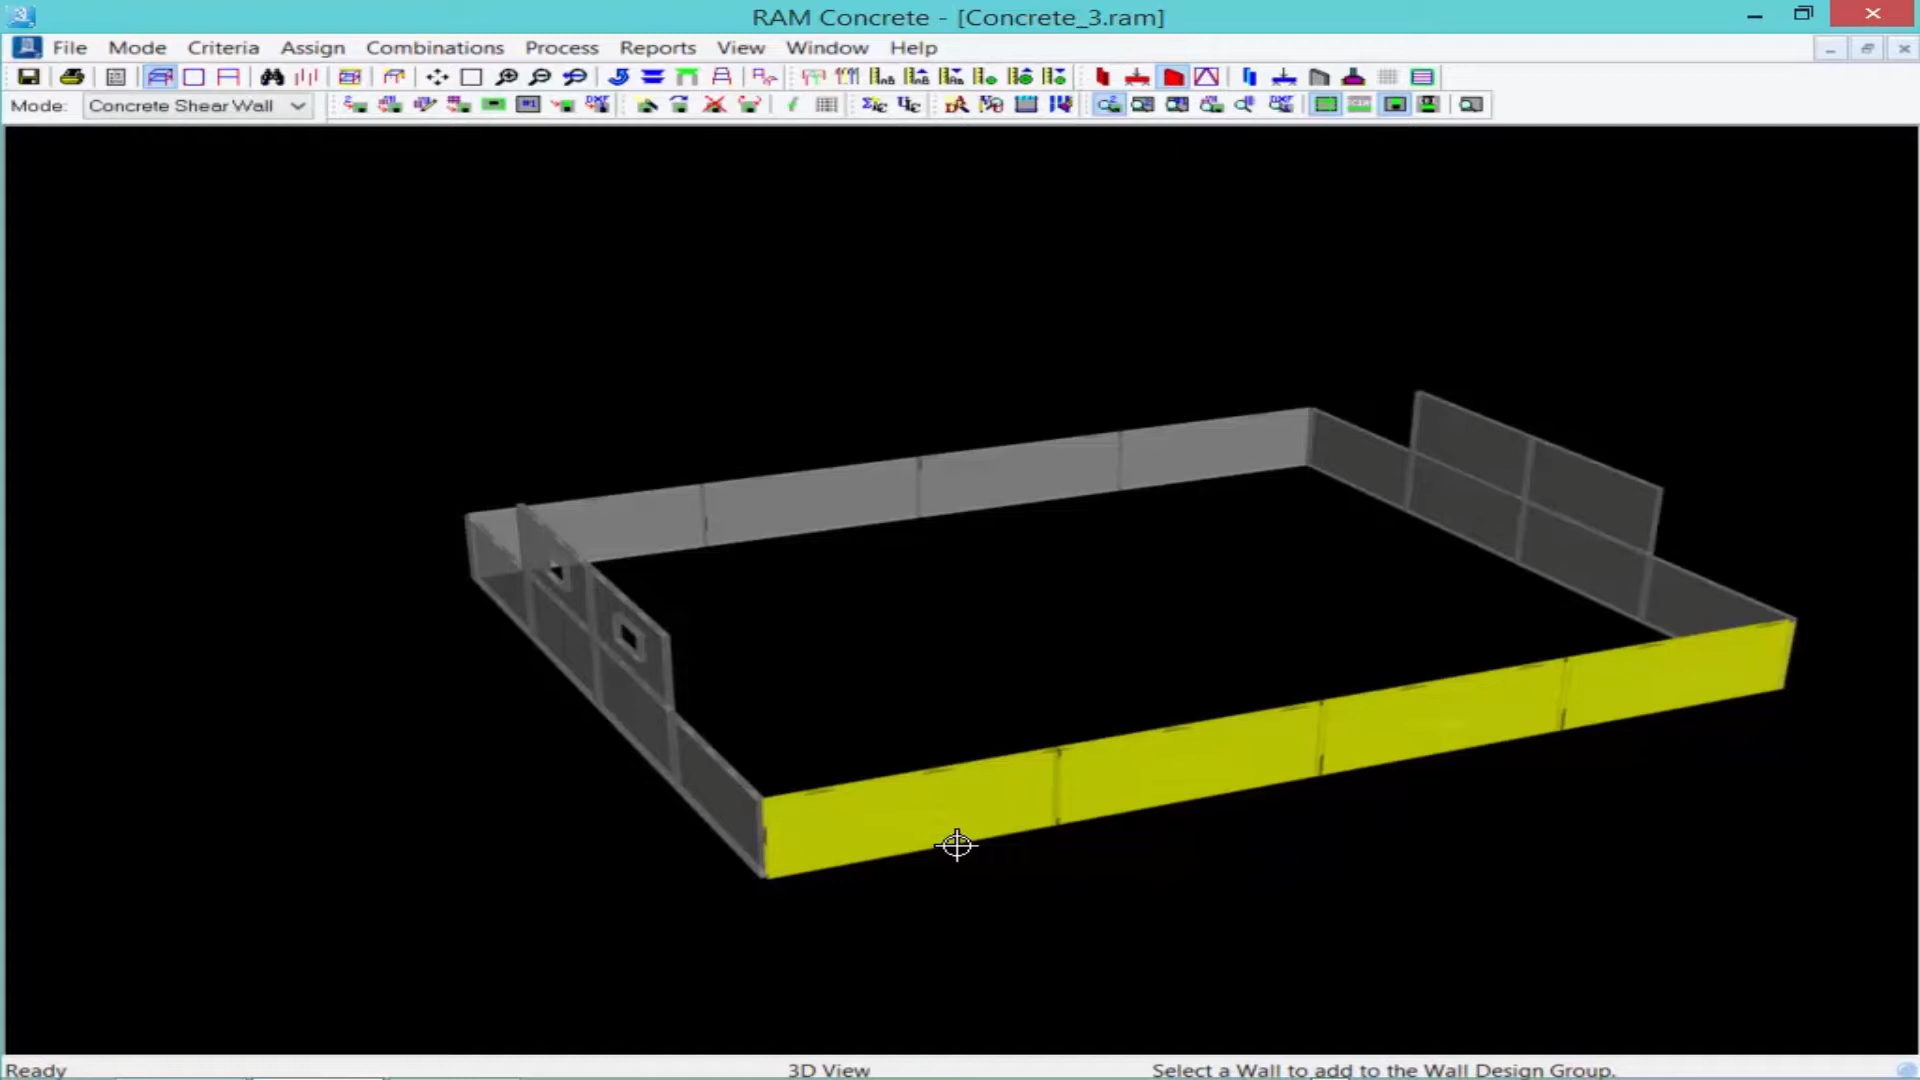 RAM Concrete - [Concrete_3.ram]
File Mode Criteria Assign Combinations Process Reports View Window Help
Mode: Concrete Shear Wall
Ready 3D View Select a Wall to add to the Wall Design Group.